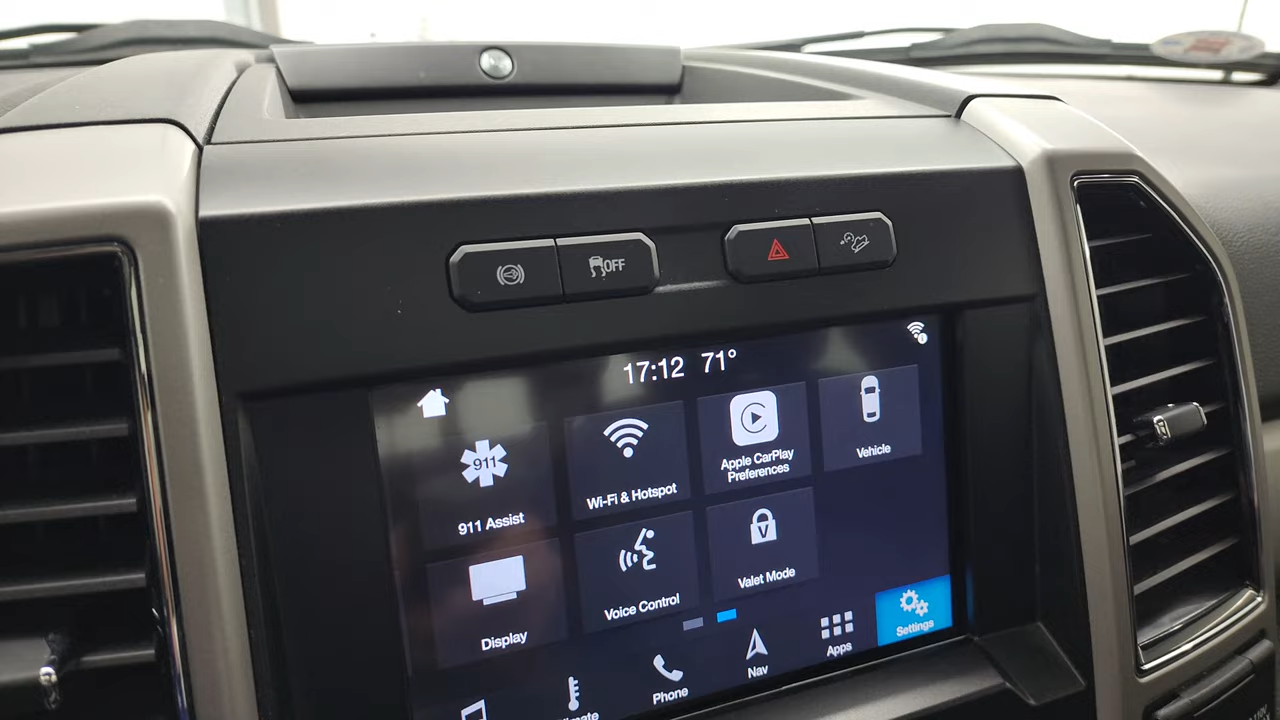 OFF
17:12 71°
911
911 Assist
Wi-Fi & Hotspot
Apple CarPlay
Preferences
Vehicle
Display
Voice Control
V
Valet Mode
Phone
Nav
Apps
Settings